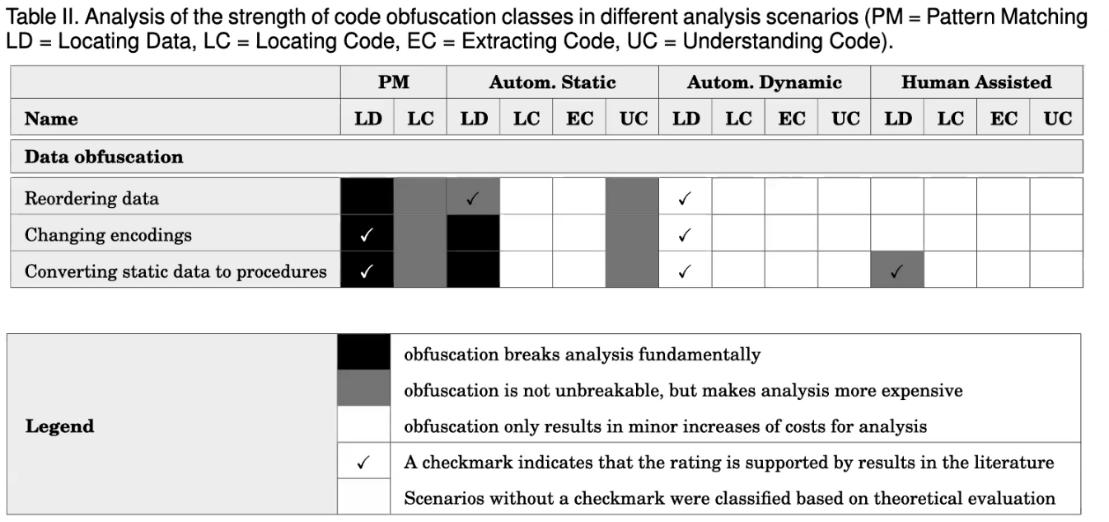 Table II. Analysis of the strength of code obfuscation classes in different analysis scenarios (PM = Pattern Matching
LD = Locating Data, LC = Locating Code, EC = Extracting Code, UC = Understanding Code).
PM Autom. Static Autom. Dynamic Human Assisted
Name LD LC LD LC EC UC LD LC EC UC LD LC EC UC
Data obfuscation
Reordering data ✓ ✓
Changing encodings ✓ ✓
Converting static data to procedures ✓ ✓ ✓
obfuscation breaks analysis fundamentally
obfuscation is not unbreakable, but makes analysis more expensive
Legend obfuscation only results in minor increases of costs for analysis
✓ A checkmark indicates that the rating is supported by results in the literature
Scenarios without a checkmark were classified based on theoretical evaluation